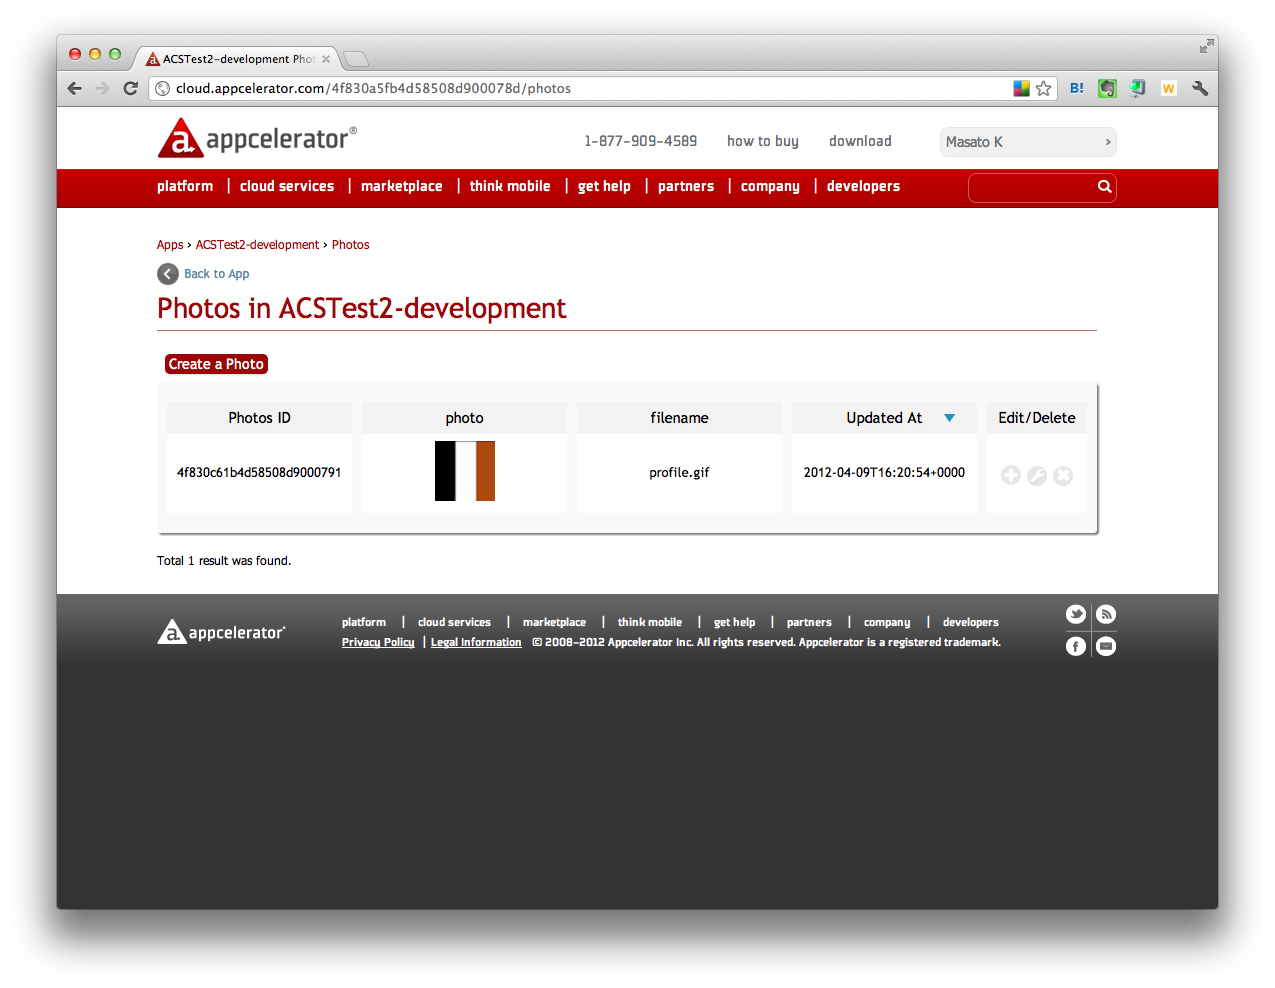 ACSTest2-development Phot
cloud.appcelerator.com/4f830a5fb4d58508d900078d/photos
B!
W
a appcelerator®
1-877-909-4589 how to buy download Masato K ›
platform | cloud services | marketplace | think mobile | get help | partners | company | developers
Apps › ACSTest2-development › Photos
Back to App
Photos in ACSTest2-development
Create a Photo
Photos ID photo filename Updated At Edit/Delete
4f830c61b4d58508d9000791 profile.gif 2012-04-09T16:20:54+0000
Total 1 result was found.
a appcelerator®
platform | cloud services | marketplace | think mobile | get help | partners | company | developers
Privacy Policy | Legal Information © 2008-2012 Appcelerator Inc. All rights reserved. Appcelerator is a registered trademark.